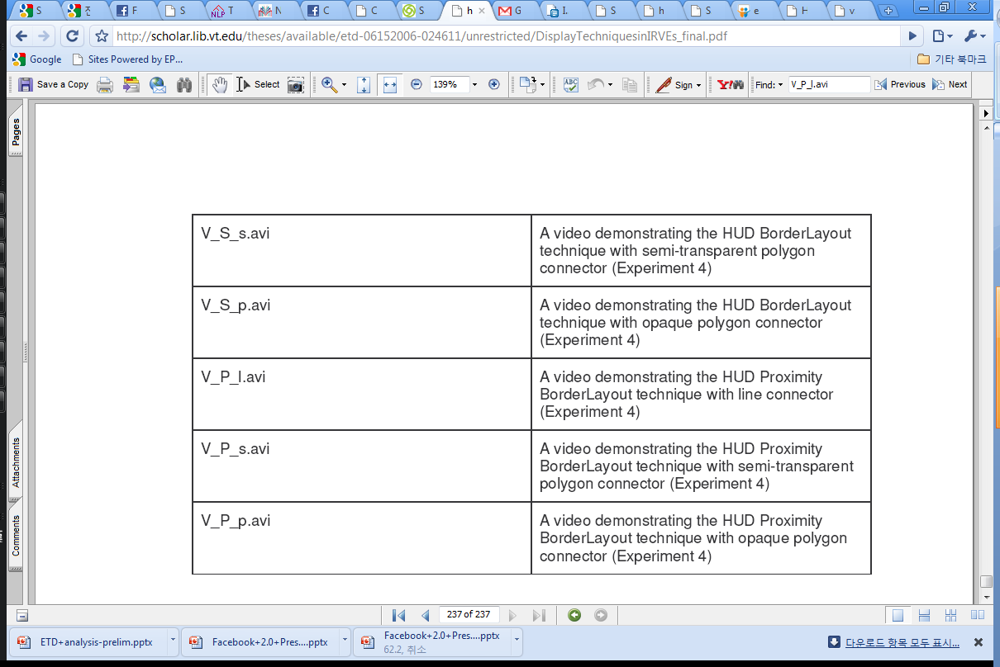 S
전
F
S
T
N
C
C
S
h
G
I.
S
h
S
e
H
v
http://scholar.lib.vt.edu/theses/available/etd-06152006-024611/unrestricted/DisplayTechniquesinIRVEs_final.pdf
Google Sites Powered by EP... 기타 북마크
Save a Copy Select 139% Sign Y! Find: V_P_l.avi Previous Next
Pages
V_S_s.avi
A video demonstrating the HUD BorderLayout
technique with semi-transparent polygon
connector (Experiment 4)
V_S_p.avi
A video demonstrating the HUD BorderLayout
technique with opaque polygon connector
(Experiment 4)
V_P_l.avi
A video demonstrating the HUD Proximity
BorderLayout technique with line connector
(Experiment 4)
V_P_s.avi
A video demonstrating the HUD Proximity
BorderLayout technique with semi-transparent
polygon connector (Experiment 4)
V_P_p.avi
A video demonstrating the HUD Proximity
BorderLayout technique with opaque polygon
connector (Experiment 4)
Attachments
Comments
237 of 237
ETD+analysis-prelim.pptx
Facebook+2.0+Pres....pptx
Facebook+2.0+Pres....pptx
62.2, 취소
다운로드 항목 모두 표시...